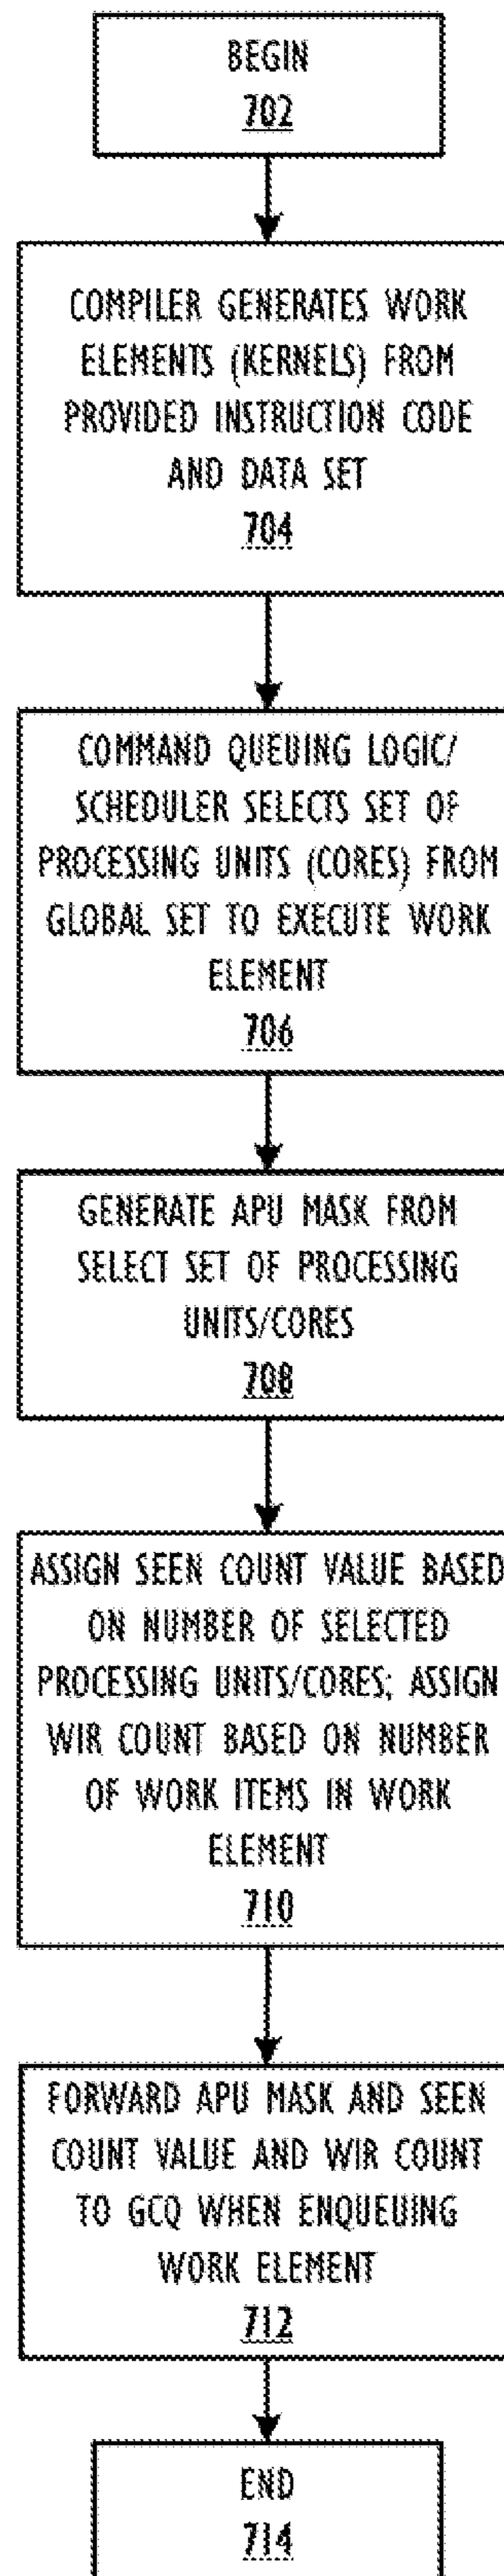 BEGIN
702
COMPILER GENERATES WORK
ELEMENTS (KERNELS) FROM
PROVIDED INSTRUCTION CODE
AND DATA SET
704
COMMAND QUEUING LOGIC/
SCHEDULER SELECTS SET OF
PROCESSING UNITS (CORES) FROM
GLOBAL SET TO EXECUTE WORK
ELEMENT
706
GENERATE APU MASK FROM
SELECT SET OF PROCESSING
UNITS/CORES
708
ASSIGN SEEN COUNT VALUE BASED
ON NUMBER OF SELECTED
PROCESSING UNITS/CORES; ASSIGN
WIR COUNT BASED ON NUMBER
OF WORK ITEMS IN WORK
ELEMENT
710
FORWARD APU MASK AND SEEN
COUNT VALUE AND WIR COUNT
TO GCQ WHEN ENQUEUING
WORK ELEMENT
712
END
714